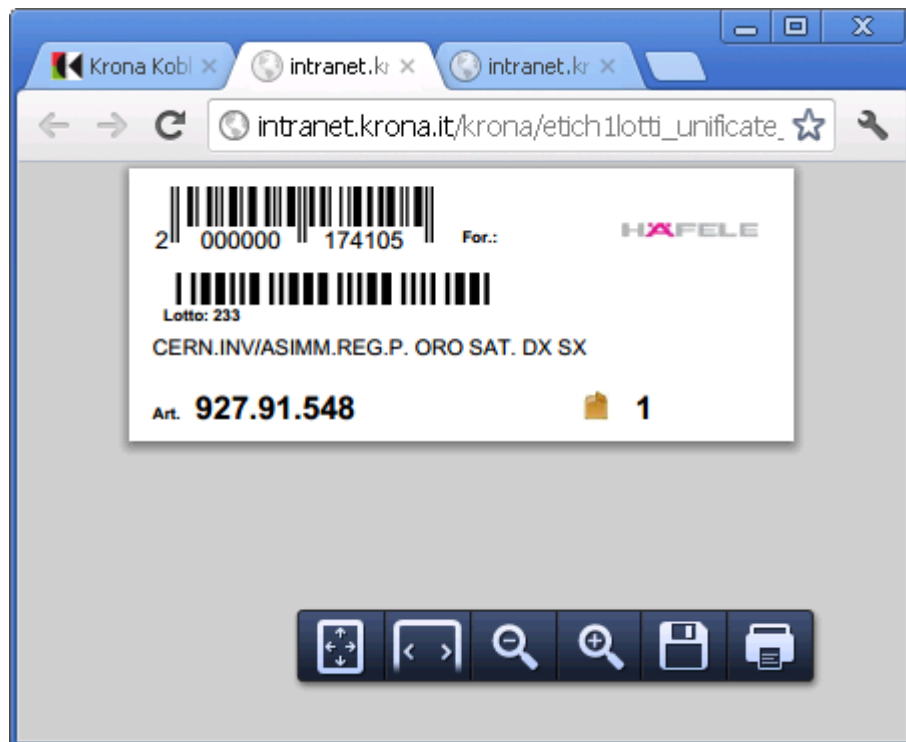 Krona Kobl
intranet.kr
intranet.kr
intranet.krona.it/krona/etich1lotti_unificate_
2 000000 174105
For.:
HÄFELE
Lotto: 233
CERN.INV/ASIMM.REG.P. ORO SAT. DX SX
Art. 927.91.548 1